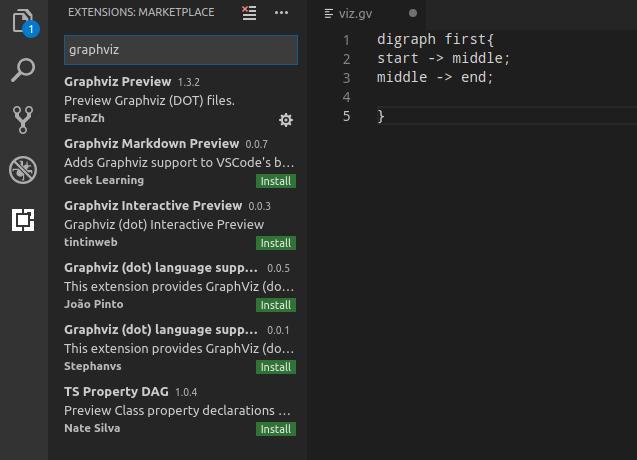 EXTENSIONS: MARKETPLACE
graphviz
Graphviz Preview 1.3.2
Preview Graphviz (DOT) files.
EFanZh
Graphviz Markdown Preview 0.0.7
Adds Graphviz support to VSCode's b...
Geek Learning Install
Graphviz Interactive Preview 0.0.3
Graphviz (dot) Interactive Preview
tintinweb Install
Graphviz (dot) language supp... 0.0.5
This extension provides GraphViz (do...
João Pinto Install
Graphviz (dot) language supp... 0.0.1
This extension provides GraphViz (do...
Stephanvs Install
TS Property DAG 1.0.4
Preview Class property declarations ...
Nate Silva Install
1
viz.gv
1 digraph first{
2 start -> middle;
3 middle -> end;
4
5 }